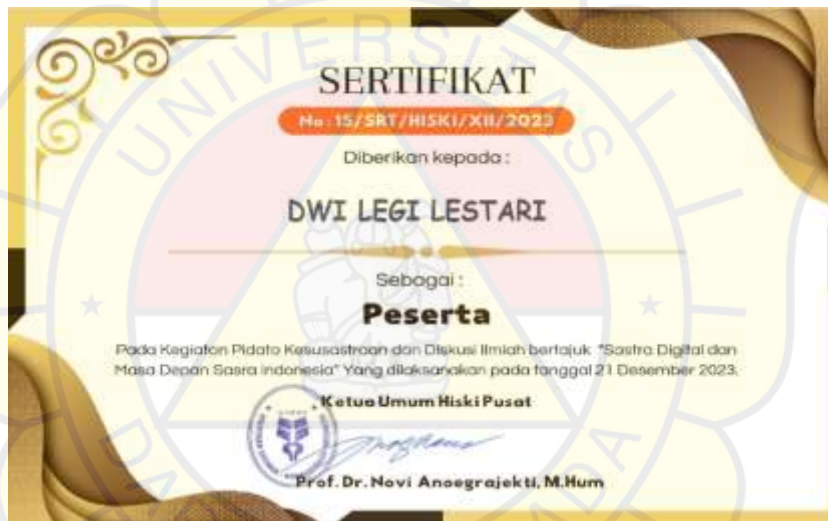 SERTIFIKAT
No : 15/SRT/HISKI/XII/2023
Diberikan kepada :
DWI LEGI LESTARI
Sebagai :
Peserta
Pada Kegiatan Pidato Kesusastraan dan Diskusi Ilmiah bertajuk "Sastra Digital dan
Masa Depan Sasra Indonesia" Yang dilaksanakan pada tanggal 21 Desember 2023.
Ketua Umum Hiski Pusat
Prof. Dr. Novi Anoegrajekti, M.Hum
UNIVERSITAS